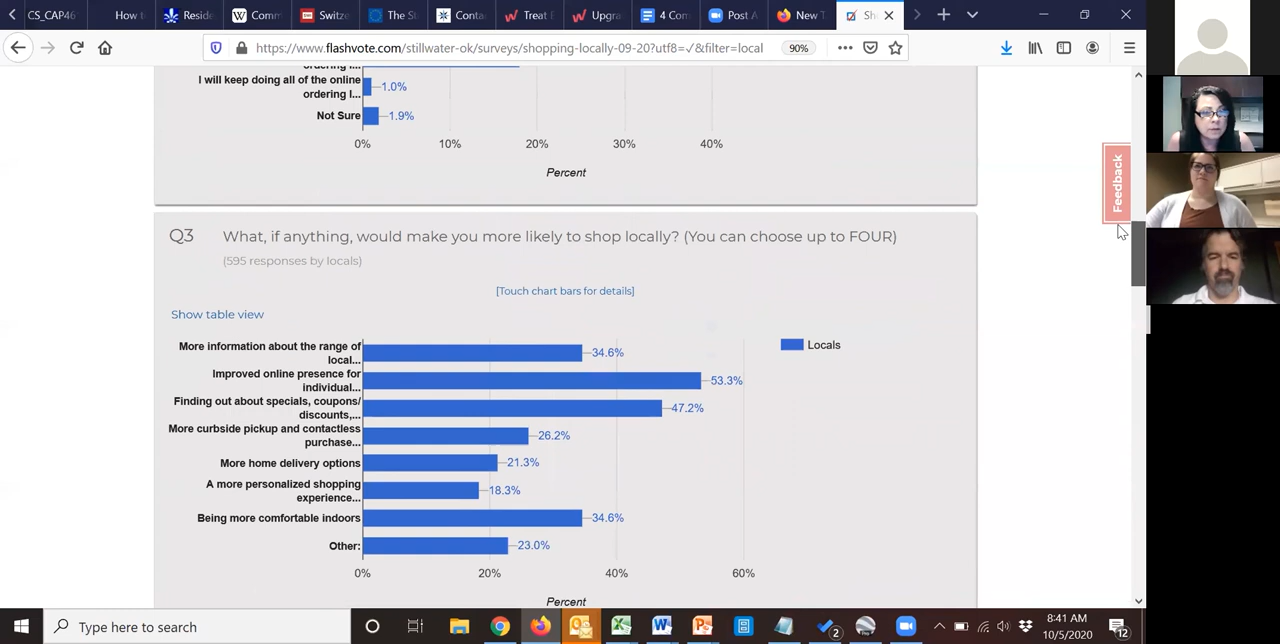 CS_CAP46
How t
Reside
Comm
Switze
The St
Conta
Treat
Upgra
4 Com
Post A
New T
Sh
https://www.flashvote.com/stillwater-ok/surveys/shopping-locally-09-20?utf8=✓&filter=local
90%
ordering l...
I will keep doing all of the online
ordering l...
1.0%
Not Sure
1.9%
0%
10%
20%
30%
40%
Percent
Feedback
Q3
What, if anything, would make you more likely to shop locally? (You can choose up to FOUR)
(595 responses by locals)
[Touch chart bars for details]
Show table view
Locals
More information about the range of
local...
34.6%
Improved online presence for
individual...
53.3%
Finding out about specials, coupons/
discounts,...
47.2%
More curbside pickup and contactless
purchase...
26.2%
More home delivery options
21.3%
A more personalized shopping
experience...
18.3%
Being more comfortable indoors
34.6%
Other:
23.0%
0%
20%
40%
60%
Percent
Type here to search
2
8:41 AM
10/5/2020
12